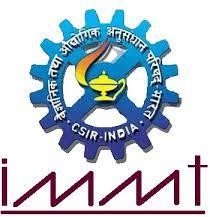 वैज्ञानिक तथा औद्योगिक अनुसंधान परिषद भारत
CSIR-INDIA
immt